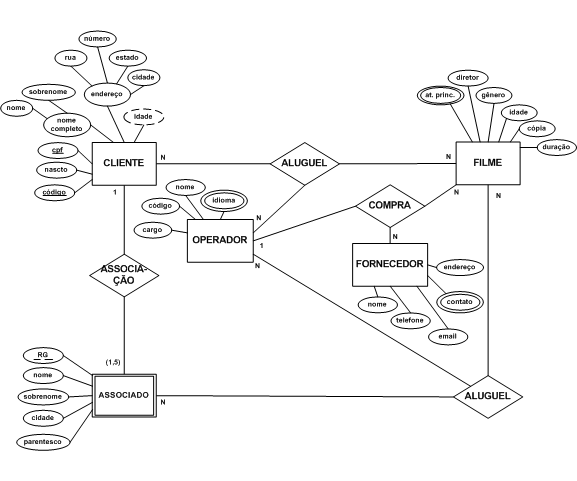 número
rua
estado
cidade
endereço
sobrenome
nome
nome
completo
idade
cpf
nascto
código
CLIENTE
1
N
ALUGUEL
N
diretor
at. princ.
gênero
idade
cópia
duração
FILME
N
N
nome
código
idioma
cargo
OPERADOR
N
1
N
COMPRA
N
FORNECEDOR
endereço
contato
nome
telefone
email
ASSOCIA-
ÇÃO
(1,5)
RG
nome
sobrenome
cidade
parentesco
ASSOCIADO
N
ALUGUEL